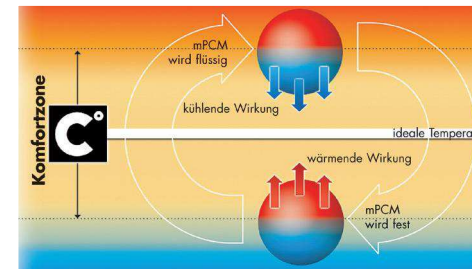 mPCM
wird flüssig
kühlende Wirkung
Komfortzone
C°
ideale Tempera
wärmende Wirkung
mPCM
wird fest